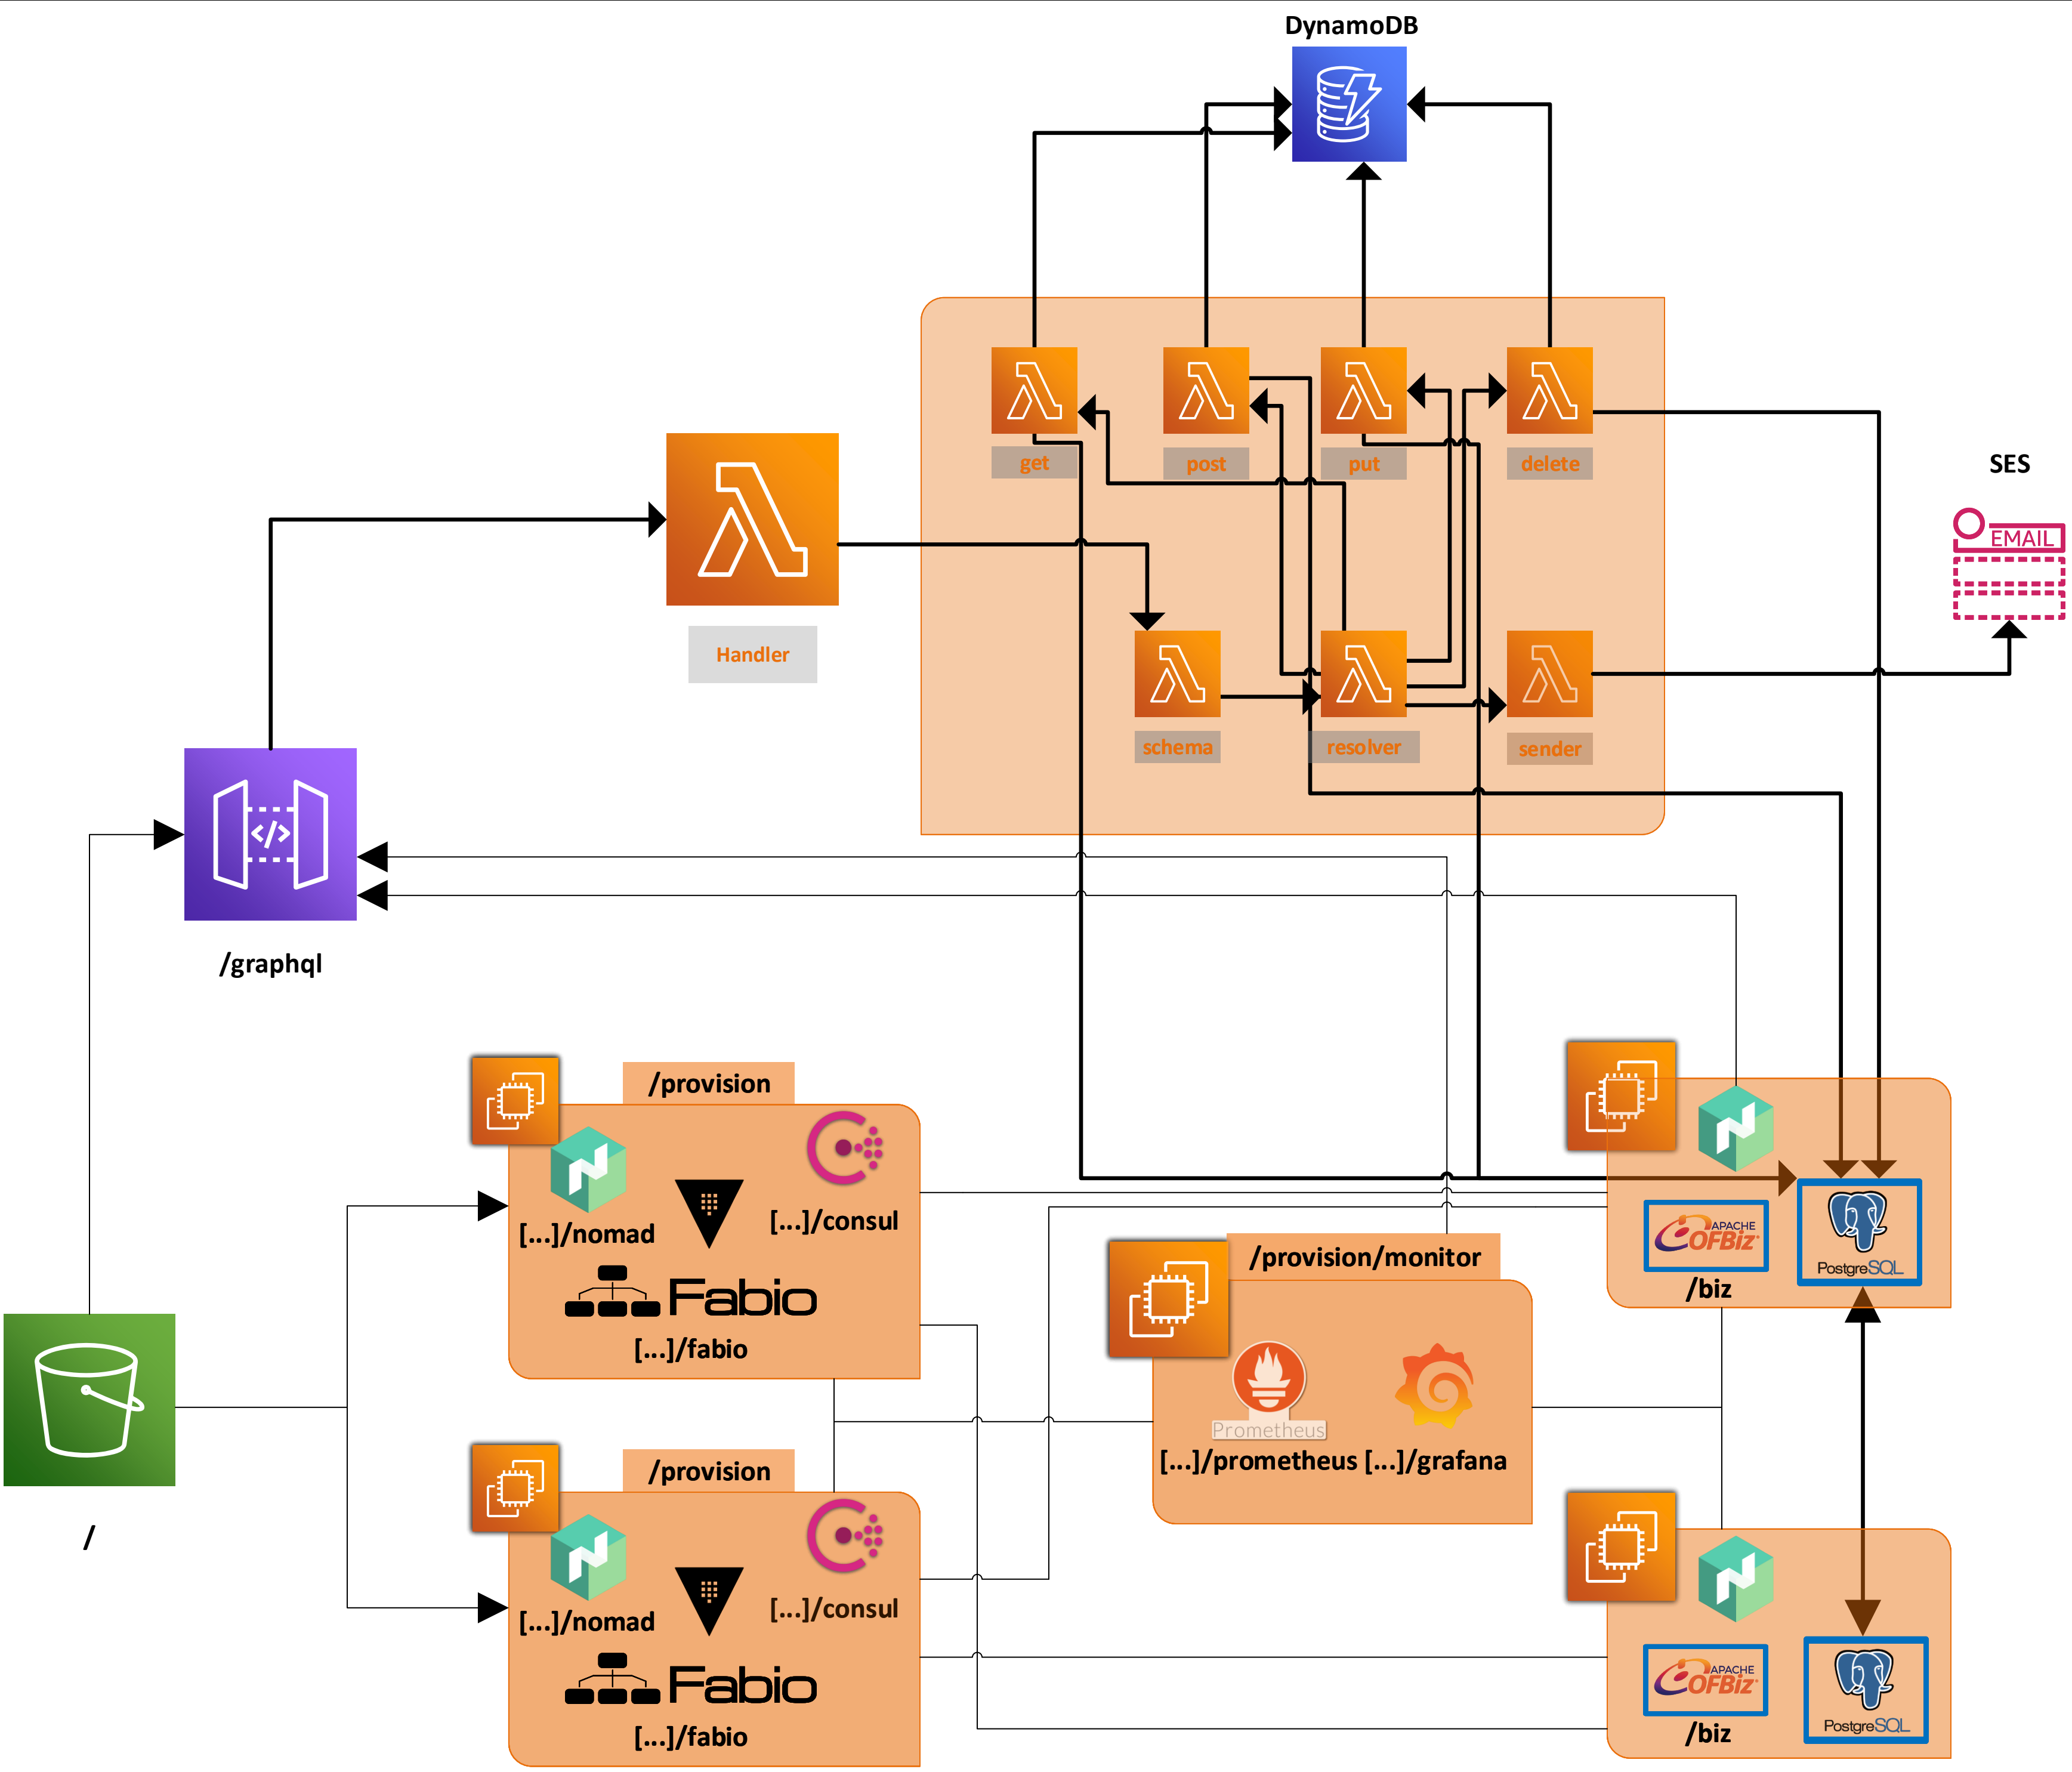 DynamoDB
get
post
put
delete
SES
EMAIL
Handler
schema
resolver
sender
</>
/graphql
/provision
[...]/nomad
[...]/consul
Fabio
[...]/fabio
/provision/monitor
Prometheus
[...]/prometheus
[...]/grafana
APACHE
OFBiz
/biz
PostgreSQL
/
/provision
[...]/nomad
[...]/consul
Fabio
[...]/fabio
APACHE
OFBiz
/biz
PostgreSQL